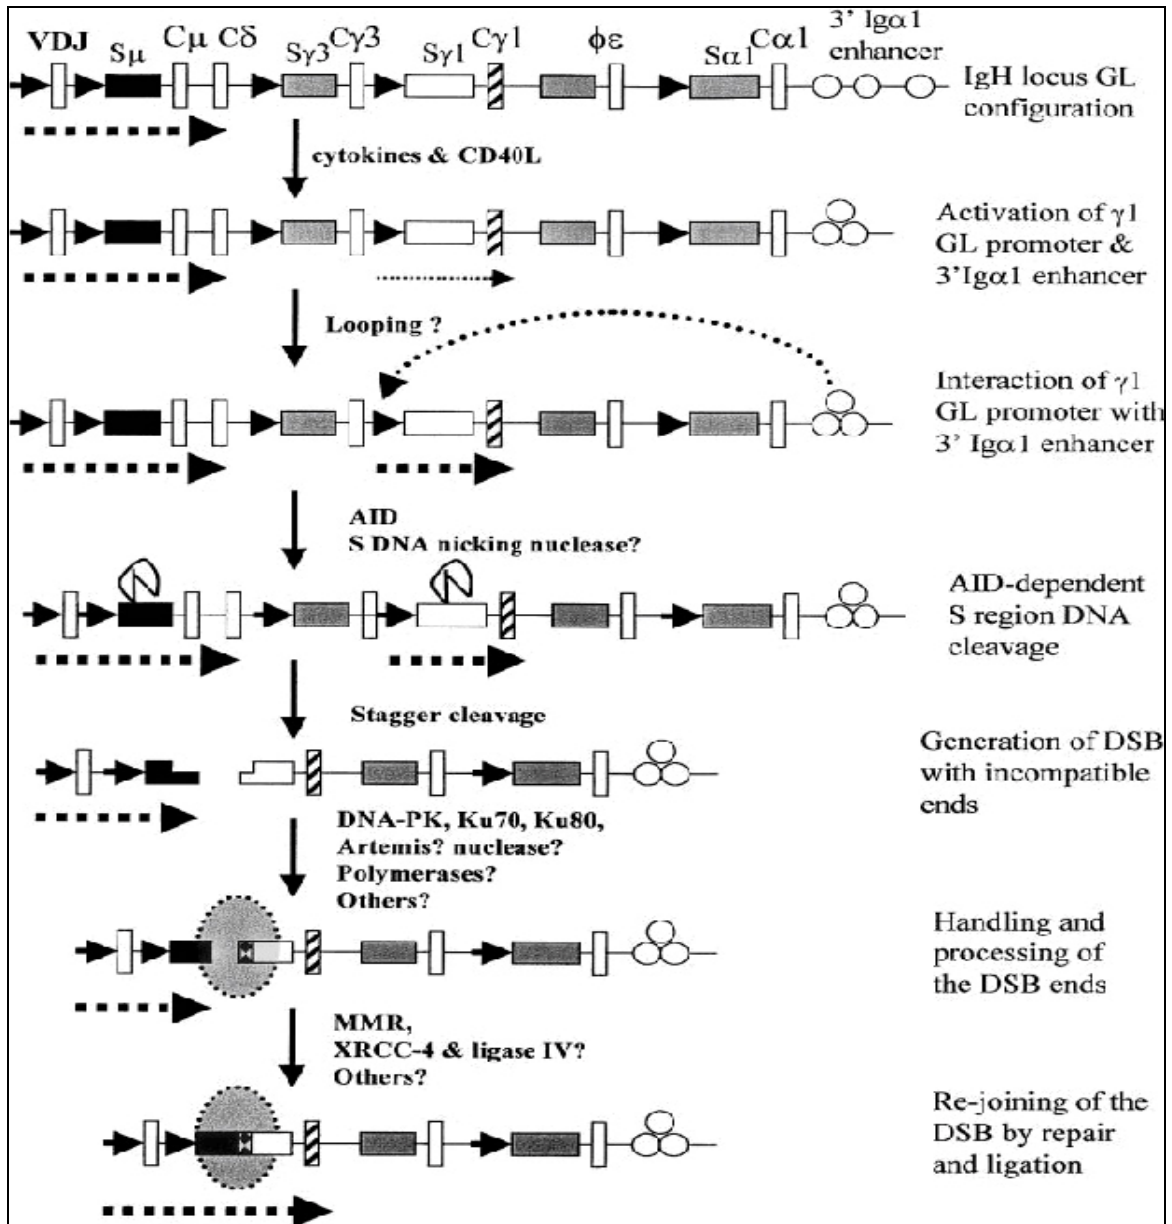 VDJ Sμ Cμ Cδ Sγ3 Cγ3 Sγ1 Cγ1 ϕε Sα1 Cα1 3' Igα1
enhancer
IgH locus GL
configuration
cytokines & CD40L
Activation of γ1
GL promoter &
3'Igα1 enhancer
Looping ?
Interaction of γ1
GL promoter with
3' Igα1 enhancer
AID
S DNA nicking nuclease?
AID-dependent
S region DNA
cleavage
Stagger cleavage
Generation of DSB
with incompatible
ends
DNA-PK, Ku70, Ku80,
Artemis? nuclease?
Polymerases?
Others?
Handling and
processing of
the DSB ends
MMR,
XRCC-4 & ligase IV?
Others?
Re-joining of the
DSB by repair
and ligation